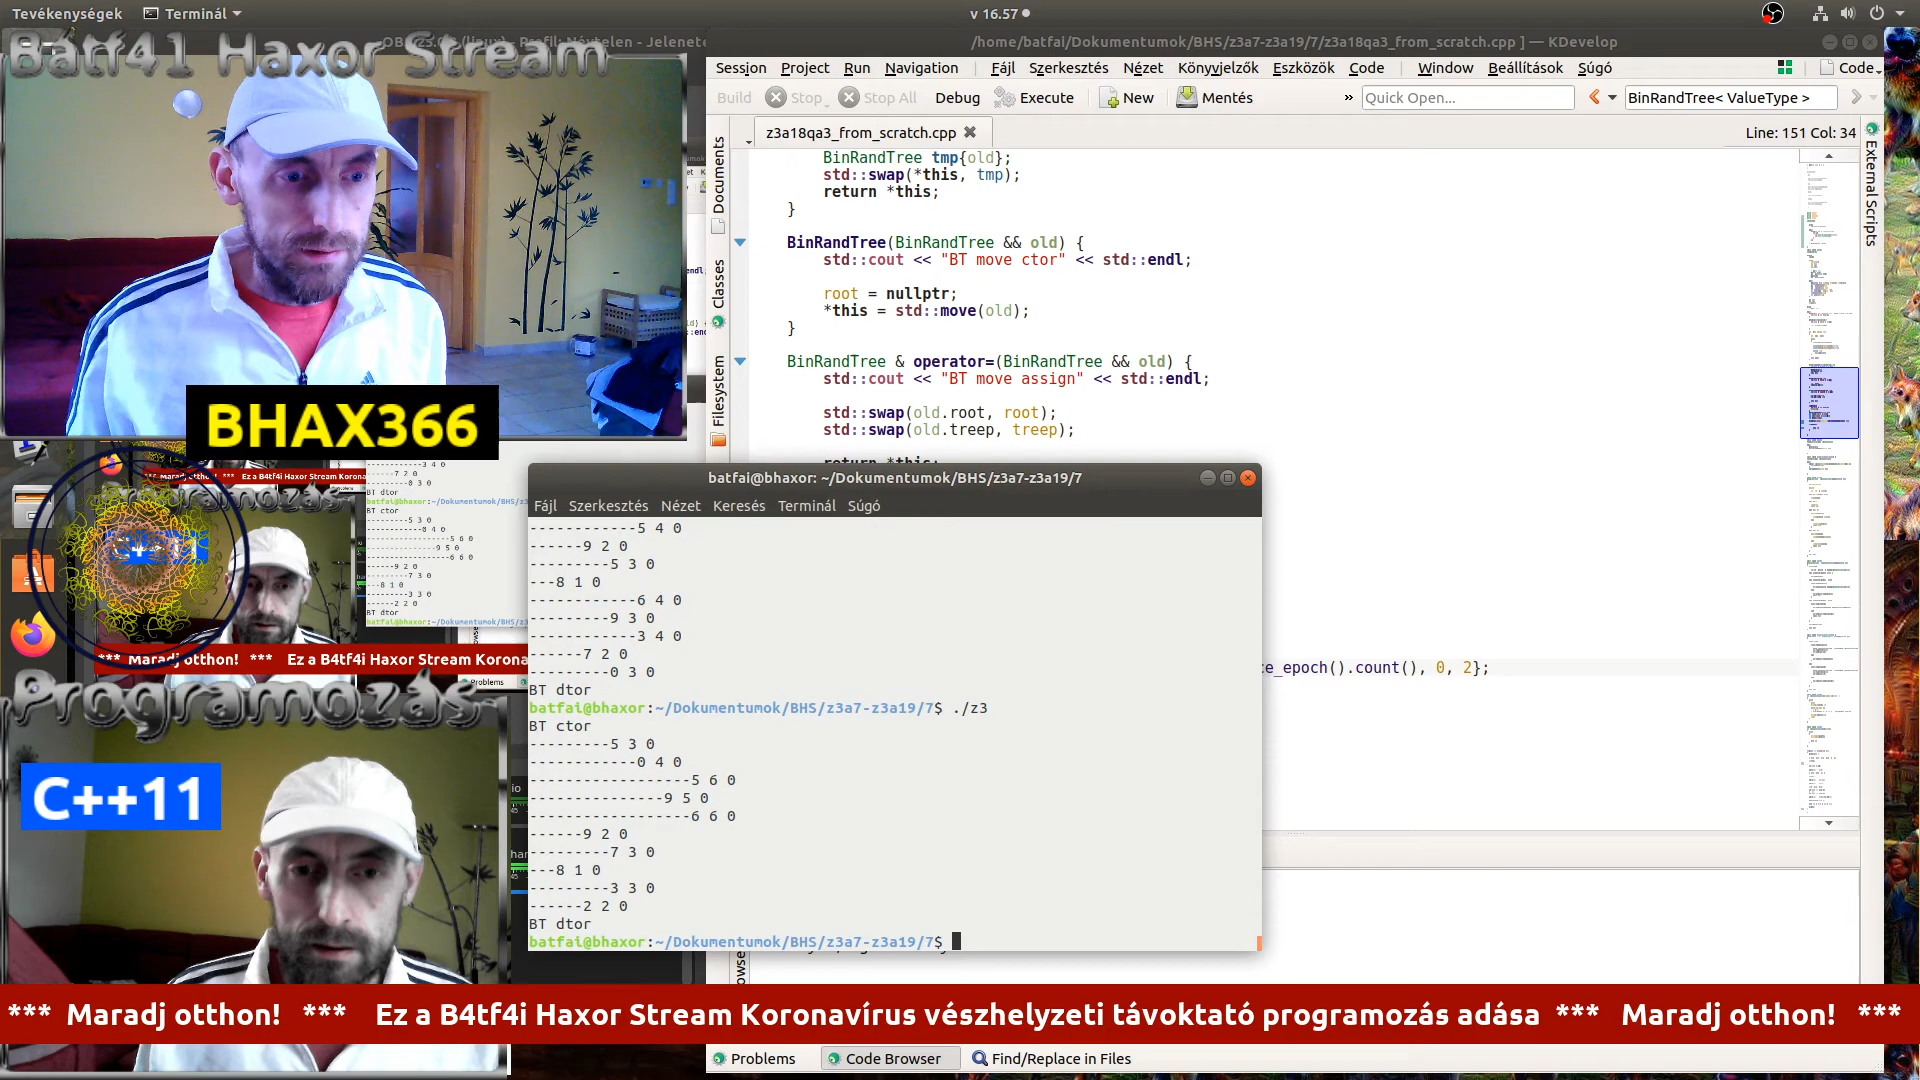 Tevékenységek
Terminál
v 16.57
Batf41 Haxor Stream
/home/batfai/Dokumentumok/BHS/z3a7-z3a19/7/z3a18qa3_from_scratch.cpp ] — KDevelop
Session Project Run Navigation Fájl Szerkesztés Nézet Könyvjelzők Eszközök Code Window Beállítások Súgó Code
Build Stop Stop All Debug Execute New Mentés » Quick Open... BinRandTree< ValueType >
z3a18qa3_from_scratch.cpp
Line: 151 Col: 34
Documents
Classes
Filesystem
External Scripts
BinRandTree tmp{old};
std::swap(*this, tmp);
return *this;
}
BinRandTree(BinRandTree && old) {
std::cout << "BT move ctor" << std::endl;
root = nullptr;
*this = std::move(old);
}
BinRandTree & operator=(BinRandTree && old) {
std::cout << "BT move assign" << std::endl;
std::swap(old.root, root);
std::swap(old.treep, treep);
e_epoch().count(), 0, 2};
BHAX366
batfai@bhaxor: ~/Dokumentumok/BHS/z3a7-z3a19/7
Fájl Szerkesztés Nézet Keresés Terminál Súgó
------------5 4 0
------9 2 0
---------5 3 0
---8 1 0
------------6 4 0
---------9 3 0
------------3 4 0
------7 2 0
---------0 3 0
BT dtor
batfai@bhaxor:~/Dokumentumok/BHS/z3a7-z3a19/7$ ./z3
BT ctor
---------5 3 0
------------0 4 0
------------------5 6 0
---------------9 5 0
------------------6 6 0
------9 2 0
---------7 3 0
---8 1 0
---------3 3 0
------2 2 0
BT dtor
batfai@bhaxor:~/Dokumentumok/BHS/z3a7-z3a19/7$
*** Maradj otthon! *** Ez a B4tf4i Haxor Stream Korona
Programozás
C++11
*** Maradj otthon! *** Ez a B4tf4i Haxor Stream Koronavírus vészhelyzeti távoktató programozás adása *** Maradj otthon! ***
Problems Code Browser Find/Replace in Files